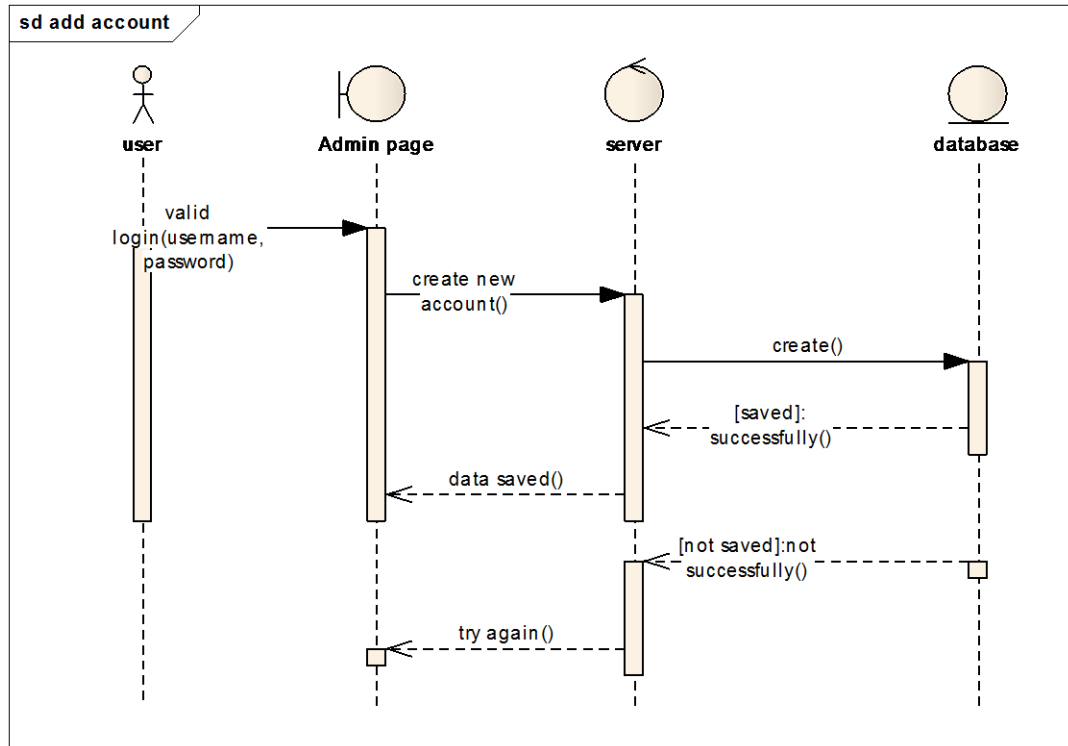 sd add account
user
Admin page
server
database
valid
login(username,
password)
create new
account()
create()
[saved]:
successfully()
data saved()
[not saved]:not
successfully()
try again()